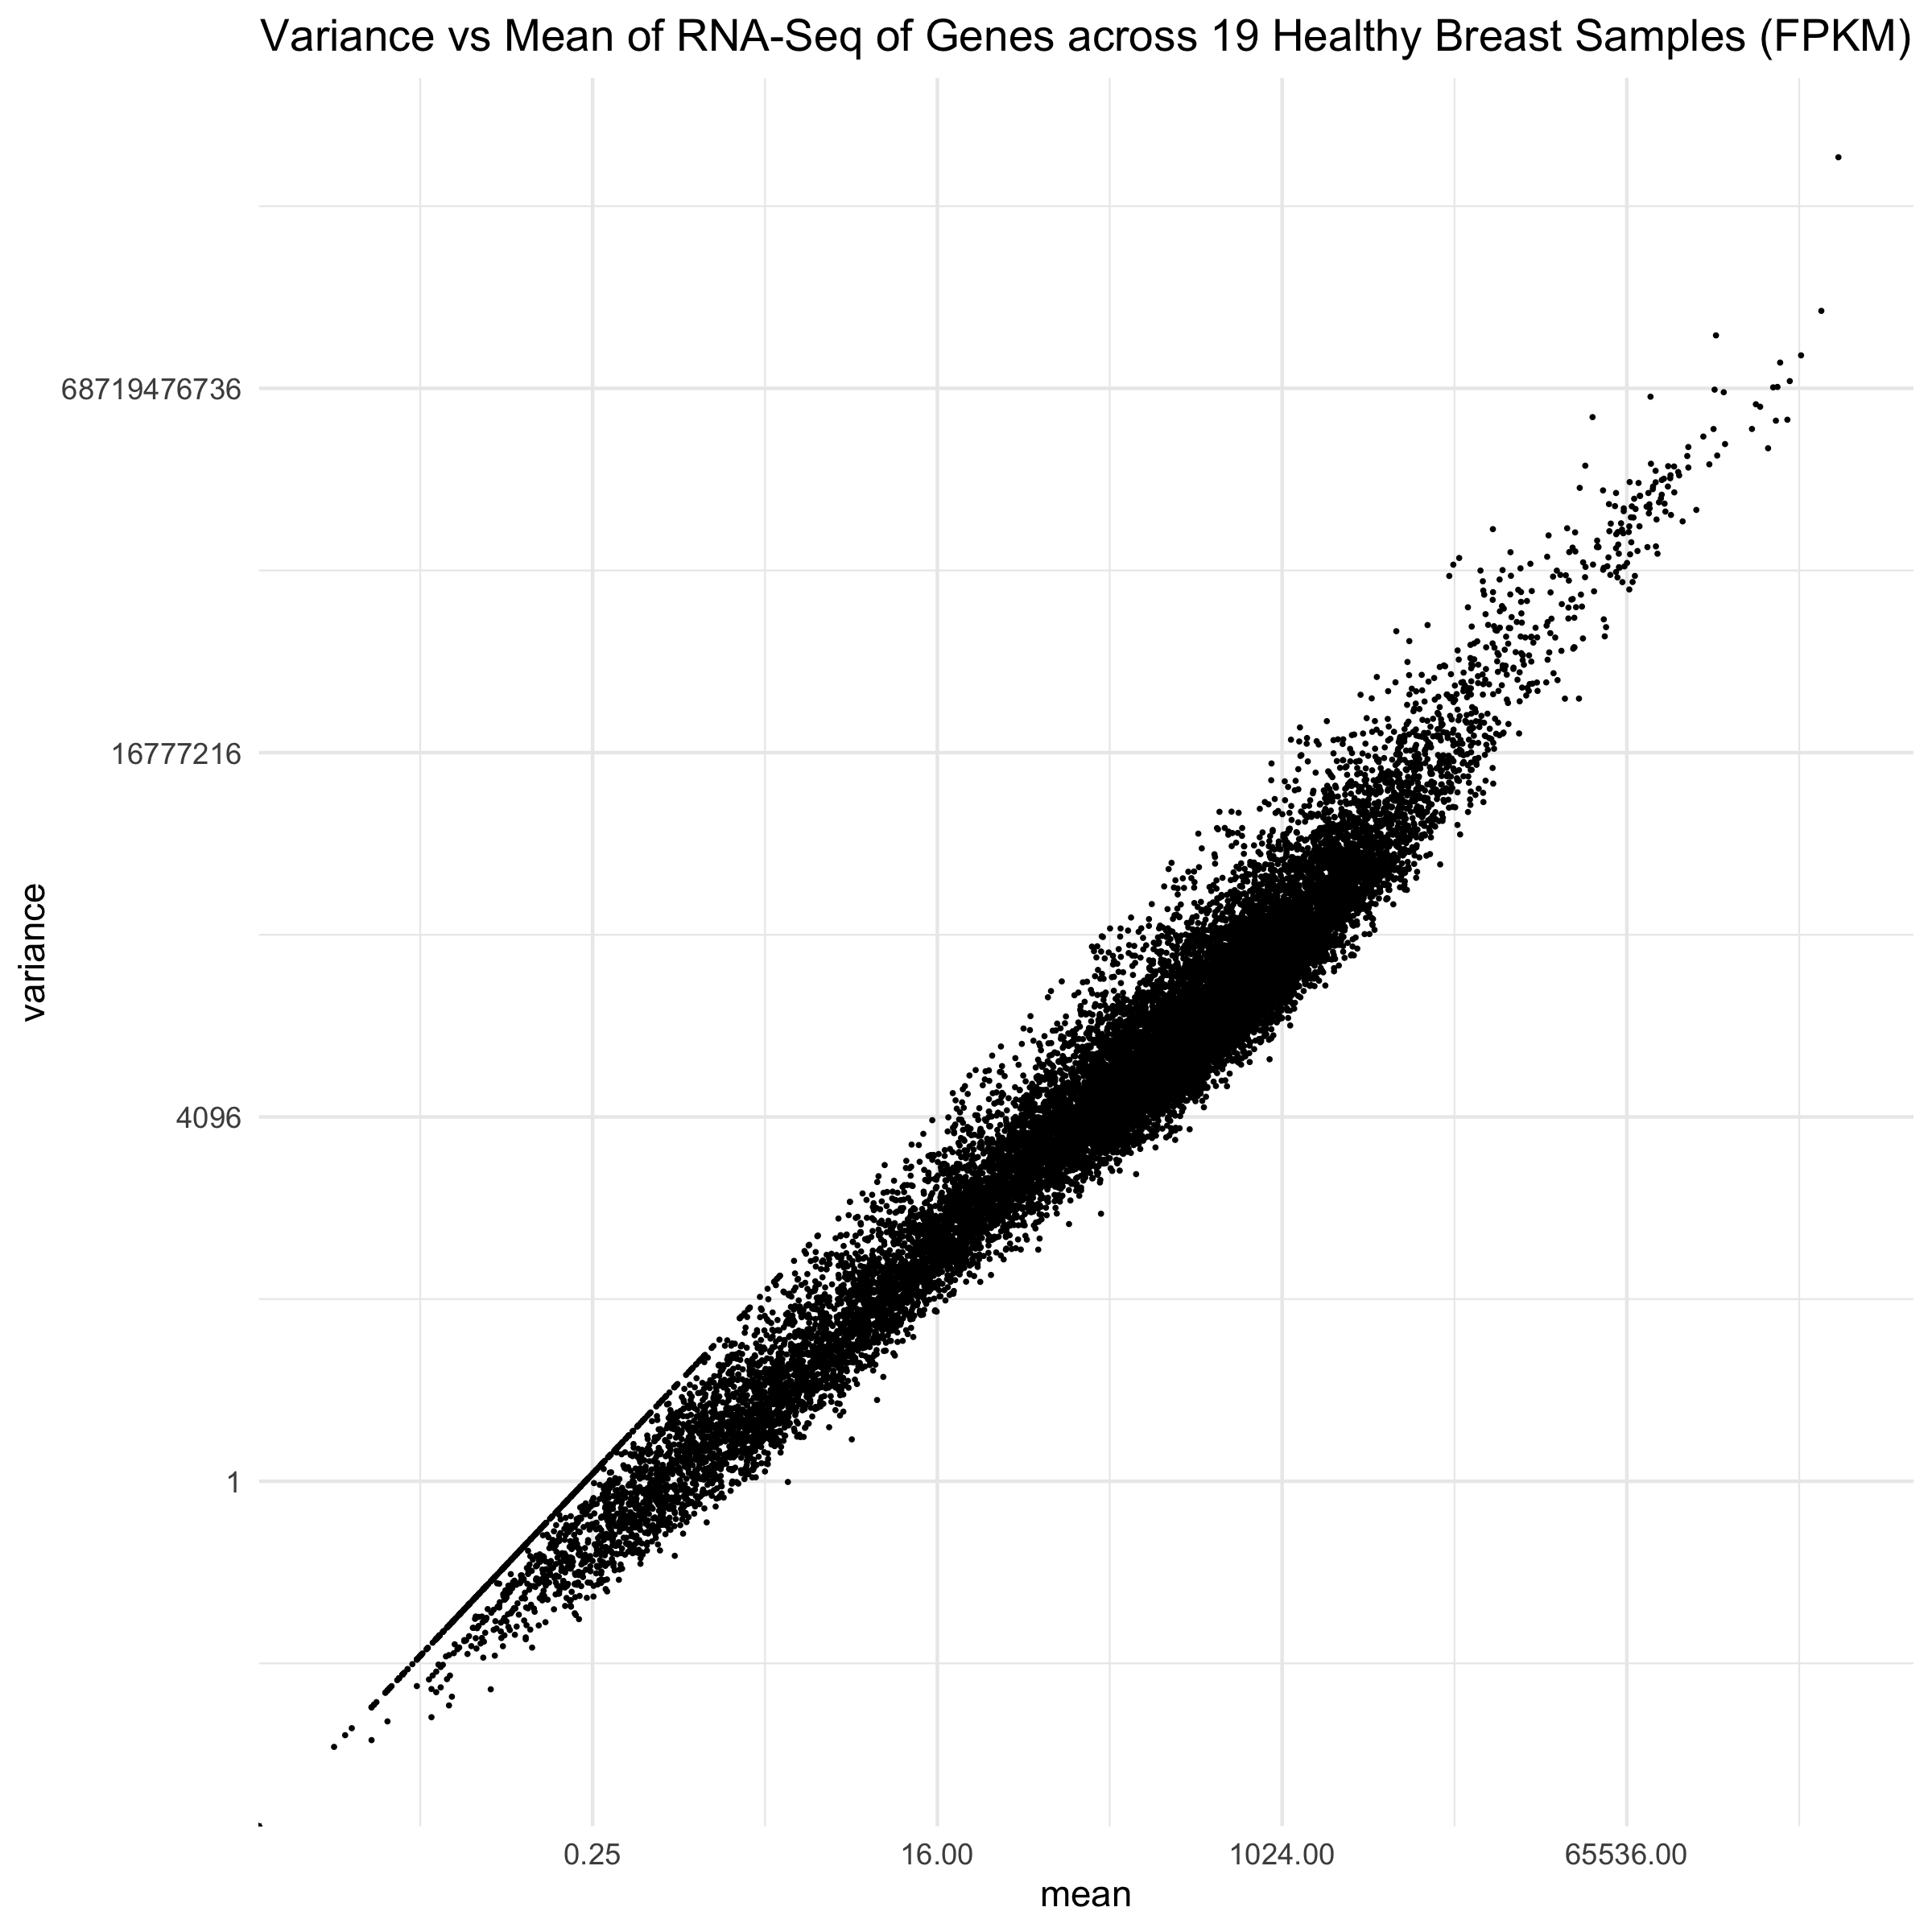 Variance vs Mean of RNA-Seq of Genes across 19 Healthy Breast Samples (FPKM)
68719476736
16777216
4096
1
variance
0.25 16.00 1024.00 65536.00
mean